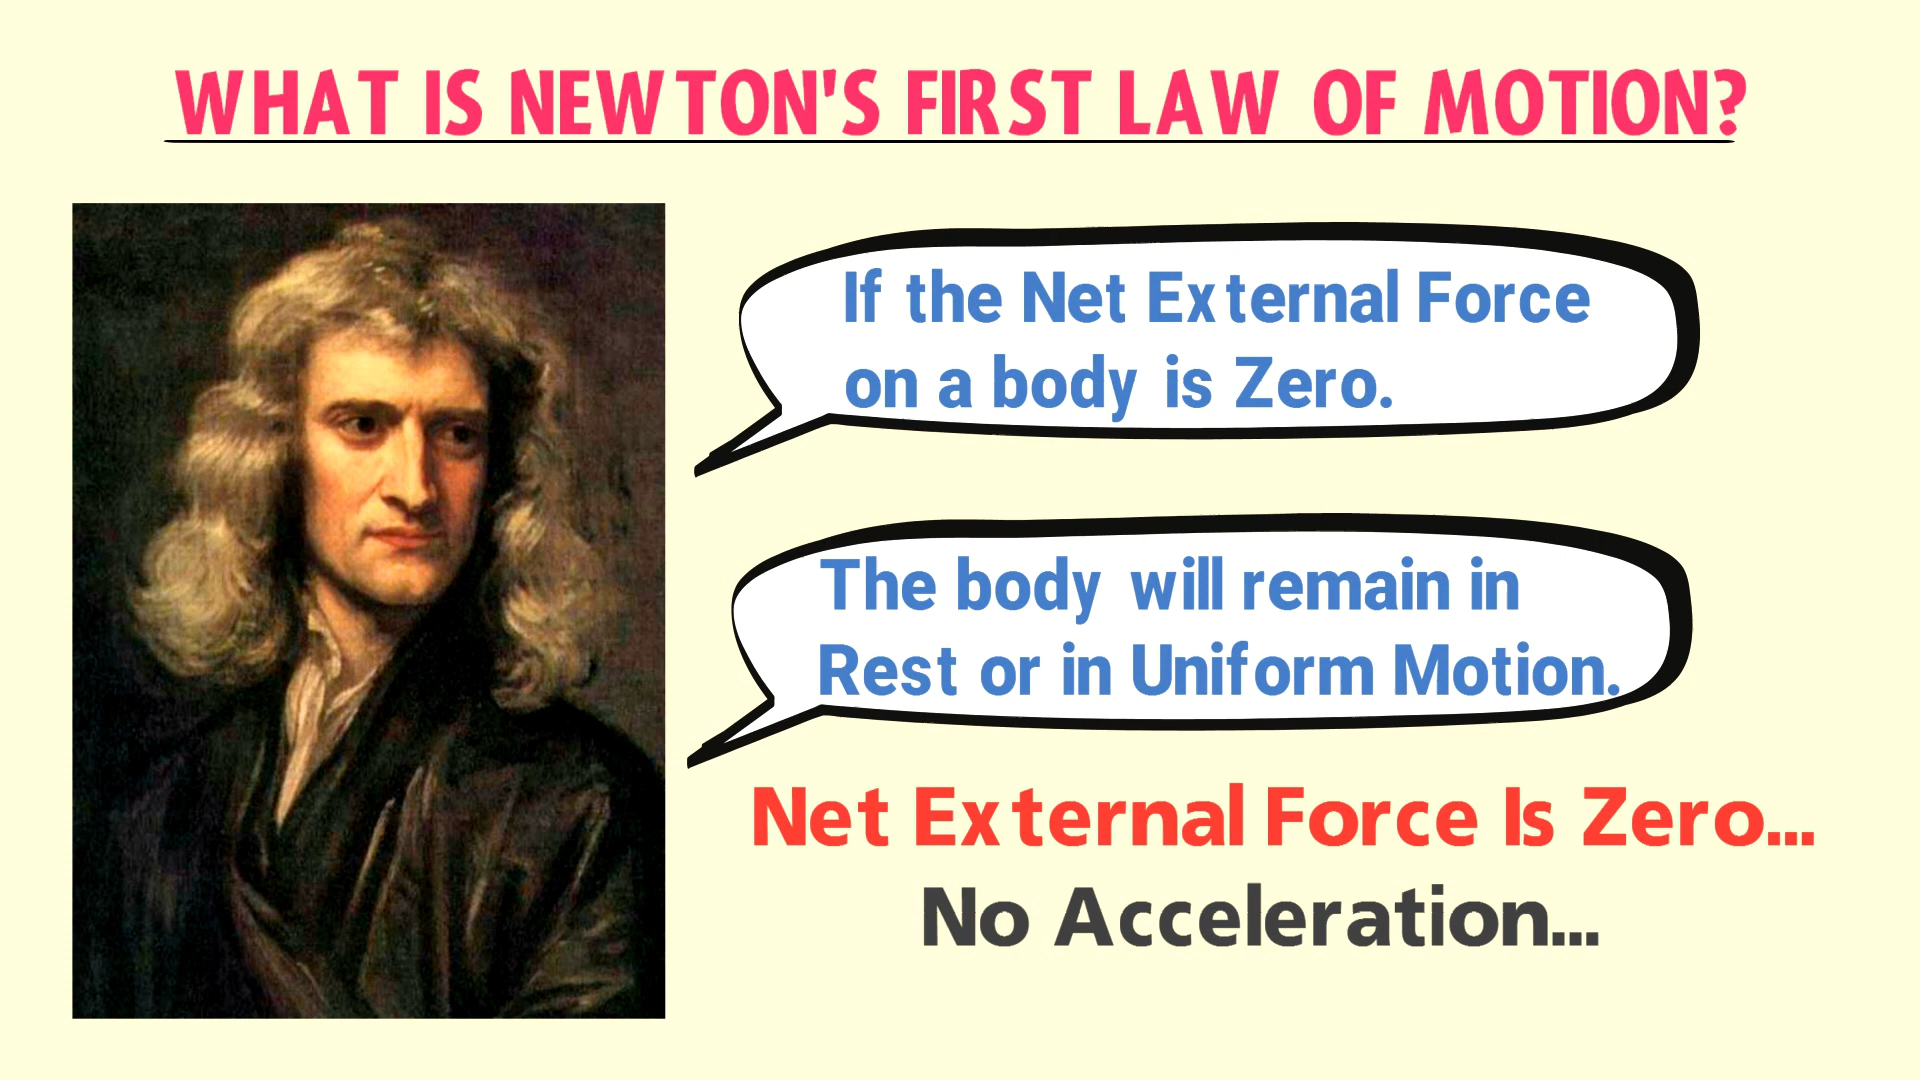 WHAT IS NEWTON'S FIRST LAW OF MOTION?
If the Net External Force
on a body is Zero.
The body will remain in
Rest or in Uniform Motion.
Net External Force Is Zero...
No Acceleration...